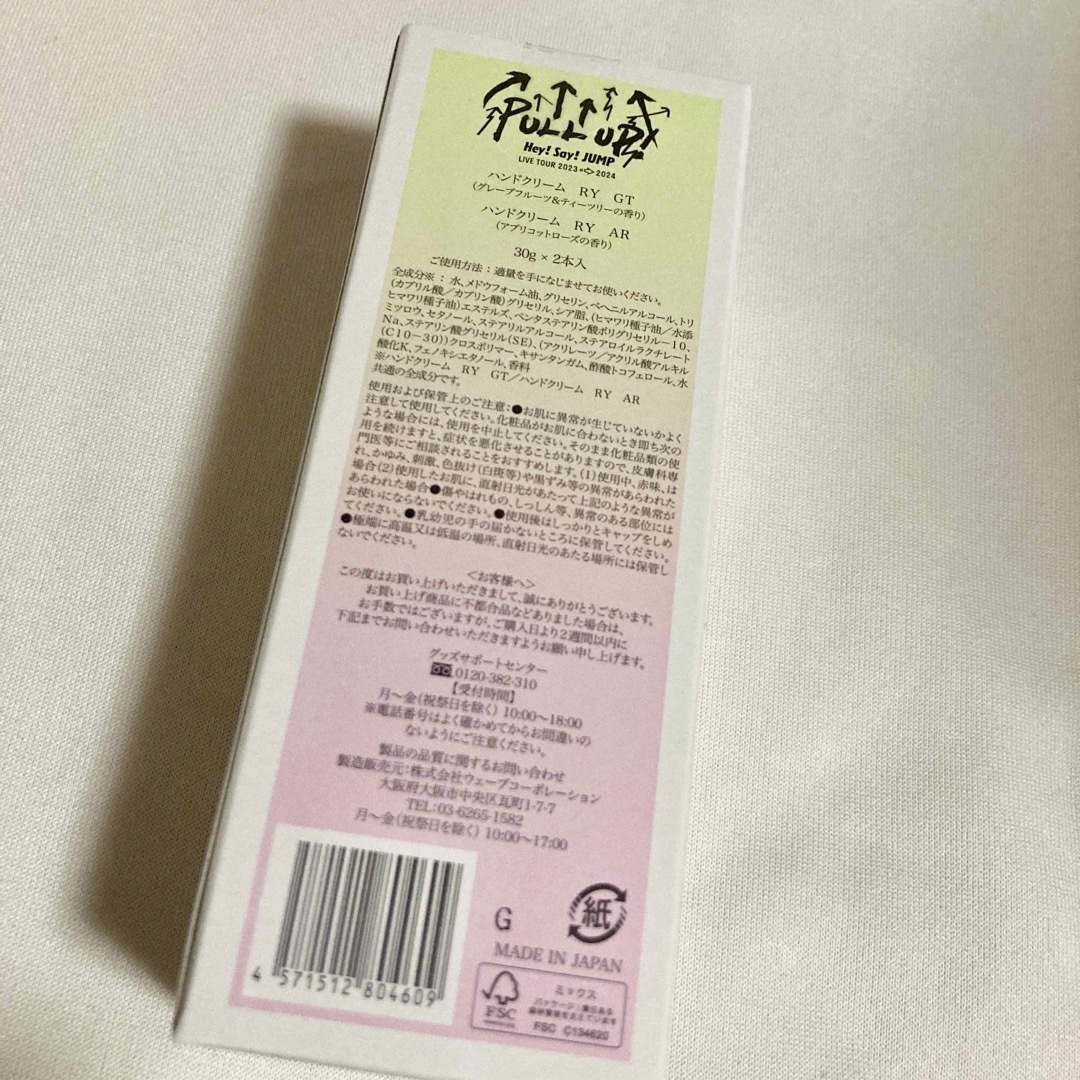 PULL UP!
Hey! Say! JUMP
LIVE TOUR 2023⇨2024
ハンドクリーム RY GT
(グレープフルーツ&ティーツリーの香り)
ハンドクリーム RY AR
(アプリコットローズの香り)
30g × 2本入
ご使用方法:適量を手になじませてお使いください。
全成分※:水、メドウフォーム油、グリセリン、ベヘニルアルコール、トリ
(カプリル酸/カプリン酸)グリセリル、シア脂、(ヒマワリ種子油/水添
ヒマワリ種子油)エステルズ、ペンタステアリン酸ポリグリセリル-10、
ミツロウ、セタノール、ステアリルアルコール、ステアロイルラクチレート
Na、ステアリン酸グリセリル(SE)、(アクリレーツ/アクリル酸アルキル
(C10-30))クロスポリマー、キサンタンガム、酢酸トコフェロール、水
酸化K、フェノキシエタノール、香料
※ハンドクリーム RY GT/ハンドクリーム RY AR
共通の全成分です。
使用および保管上のご注意:●お肌に異常が生じていないかよく
注意して使用してください。化粧品がお肌に合わないとき即ち次の
ような場合には、使用を中止してください。そのまま化粧品類の使
用を続けますと、症状を悪化させることがありますので、皮膚科専
門医等にご相談されることをおすすめします。(1)使用中、赤味、は
れ、かゆみ、刺激、色抜け(白斑等)や黒ずみ等の異常があらわれた
場合(2)使用したお肌に、直射日光があたって上記のような異常が
あらわれた場合●傷やはれもの、しっしん等、異常のある部位には
お使いにならないでください。●使用後はしっかりとキャップをしめ
てください。●乳幼児の手の届かないところに保管してください。
●極端に高温又は低温の場所、直射日光のあたる場所には保管し
ないでください。
<お客様へ>
この度はお買い上げいただきまして、誠にありがとうございます。
お買い上げ商品に不都合品などありました場合は、
お手数ではございますが、ご購入日より2週間以内に
下記までお問い合わせいただきますようお願い申し上げます。
グッズサポートセンター
0120-382-310
【受付時間】
月~金(祝祭日を除く) 10:00~18:00
※電話番号はよく確かめてからお間違いの
ないようにご注意ください。
製品の品質に関するお問い合わせ
製造販売元:株式会社ウェーブコーポレーション
大阪府大阪市中央区瓦町1-7-7
TEL:03-6265-1582
月~金(祝祭日を除く) 10:00~17:00
4 571512 804609
G
紙
MADE IN JAPAN
FSC
ミックス
パッケージ:責任ある
森林管理を支えています
FSC C134620